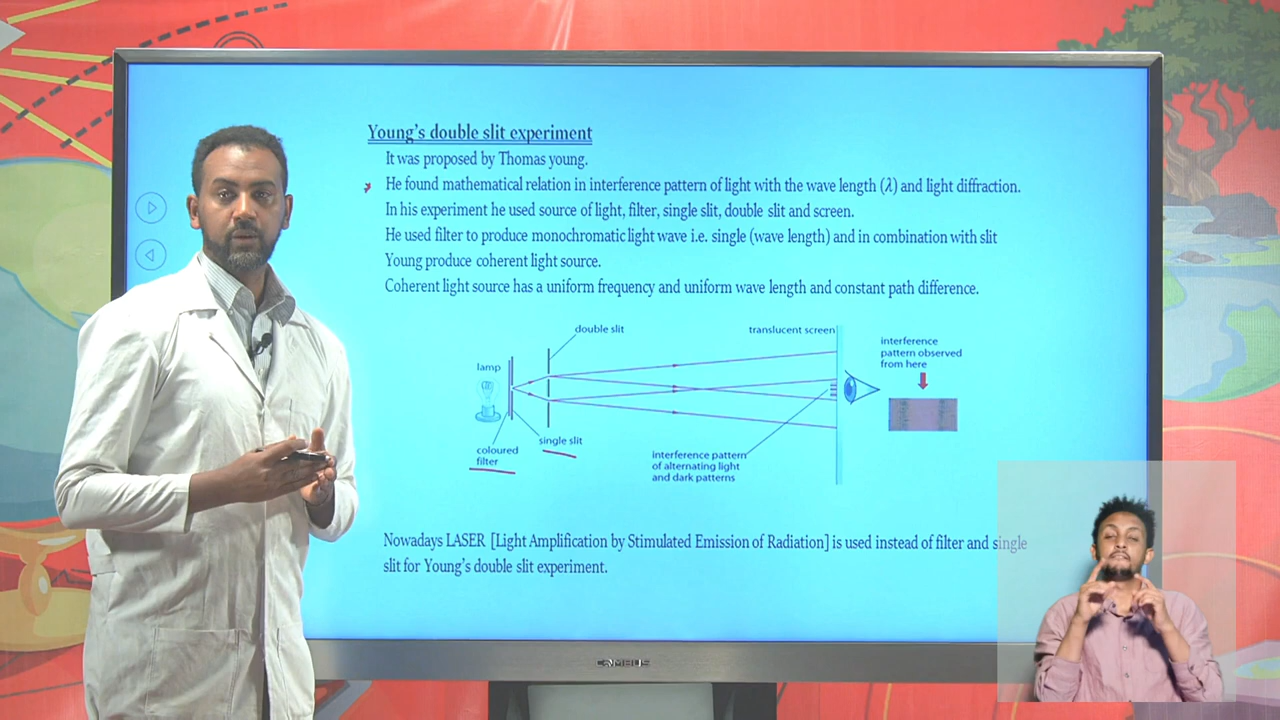 Young's double slit experiment
It was proposed by Thomas young.
He found mathematical relation in interference pattern of light with the wave length (λ) and light diffraction.
In his experiment he used source of light, filter, single slit, double slit and screen.
He used filter to produce monochromatic light wave i.e. single (wave length) and in combination with slit
Young produce coherent light source.
Coherent light source has a uniform frequency and uniform wave length and constant path difference.
double slit
translucent screen
interference
pattern observed
from here
lamp
single slit
coloured
filter
interference pattern
of alternating light
and dark patterns
Nowadays LASER [Light Amplification by Stimulated Emission of Radiation] is used instead of filter and single
slit for Young's double slit experiment.
CAMBUS